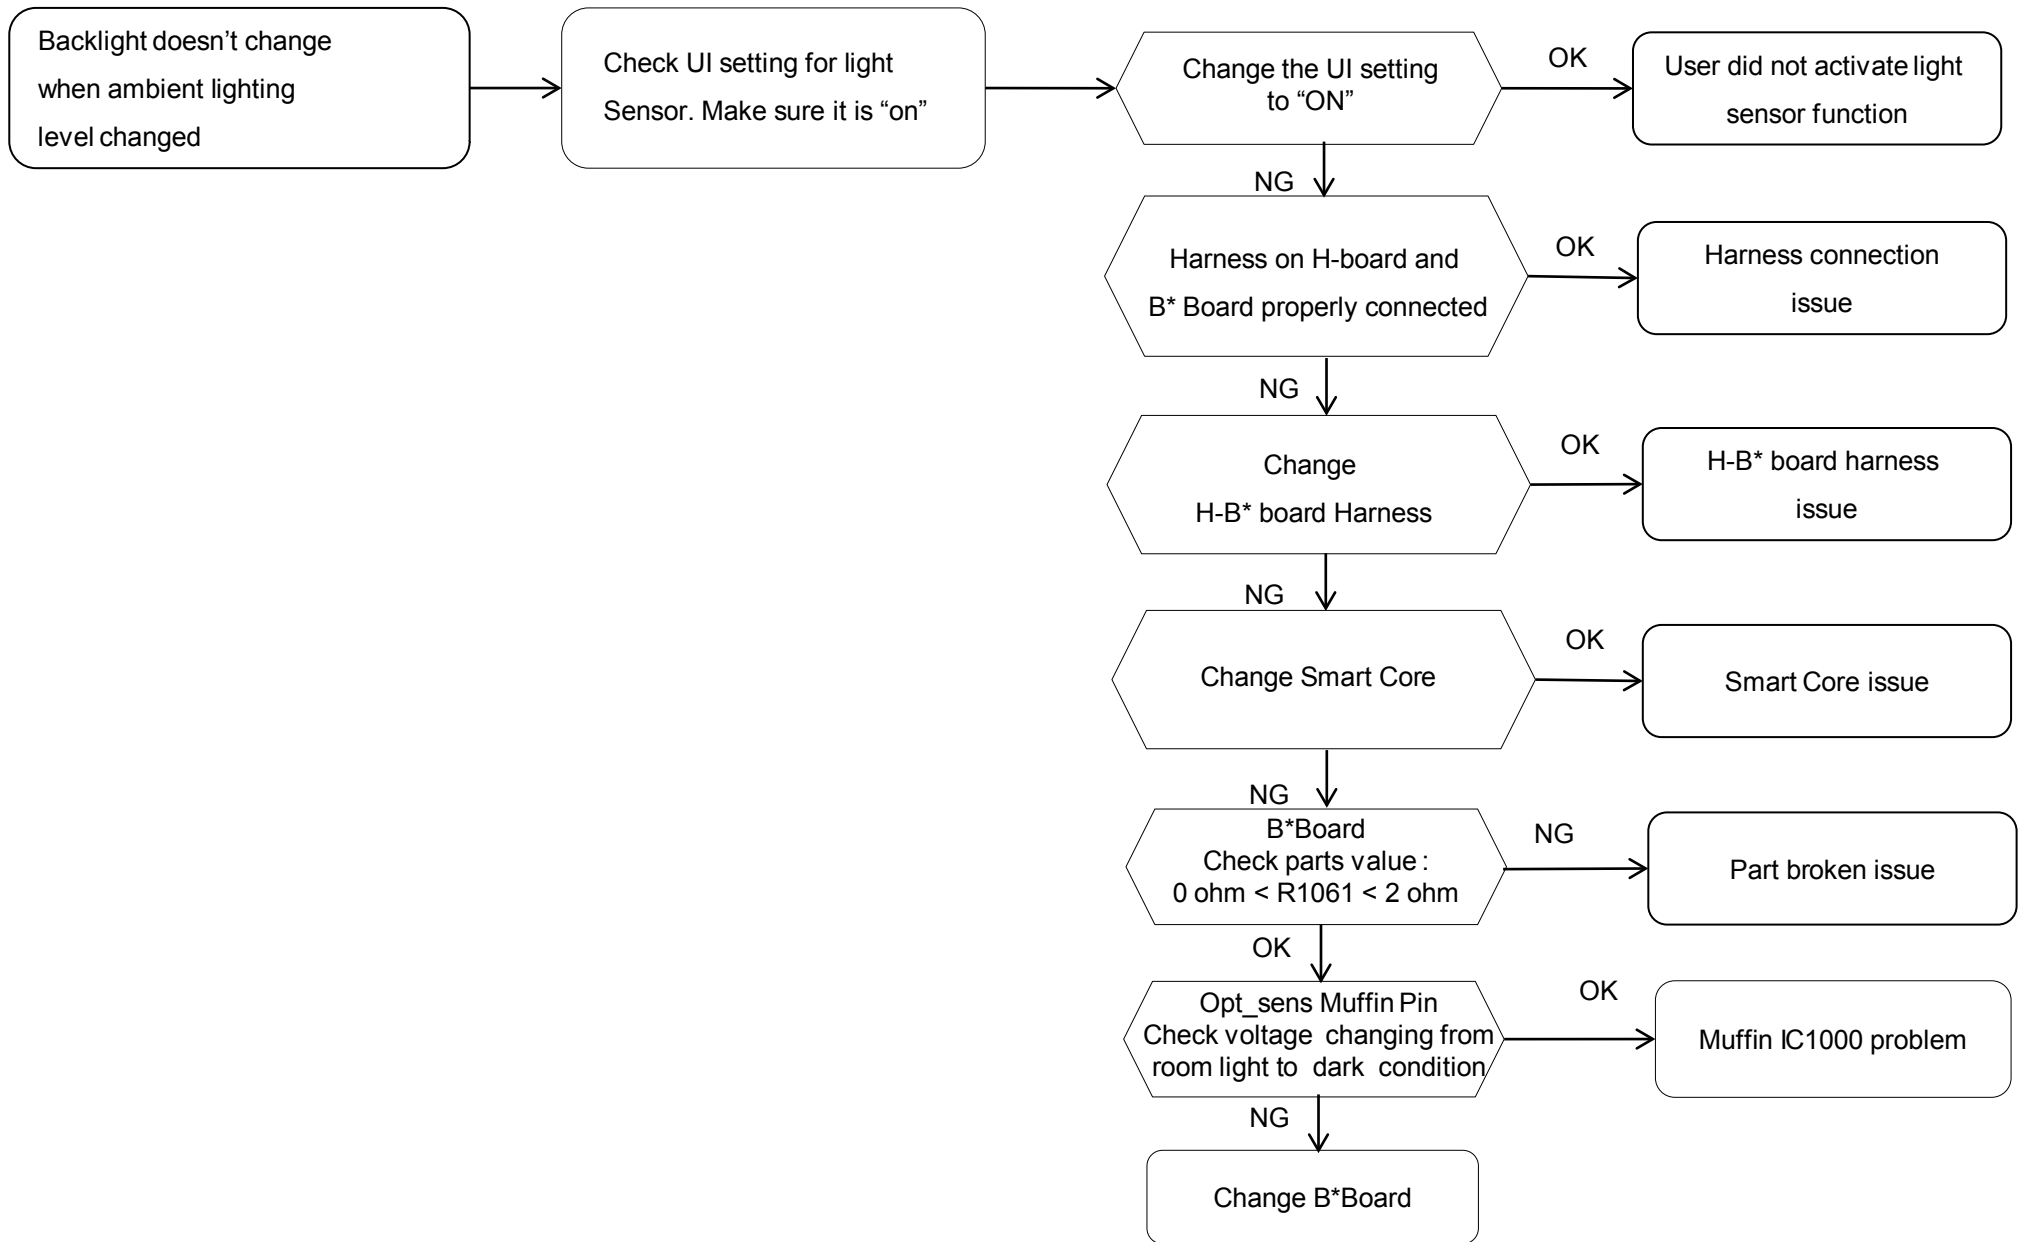 Backlight doesn’t change
when ambient lighting
level changed
Check UI setting for light
Sensor. Make sure it is “on”
Change the UI setting
to “ON”
OK
User did not activate light
sensor function
NG
Harness on H-board and
B* Board properly connected
OK
Harness connection
issue
NG
Change
H-B* board Harness
OK
H-B* board harness
issue
NG
Change Smart Core
OK
Smart Core issue
NG
B*Board
Check parts value :
0 ohm < R1061 < 2 ohm
NG
Part broken issue
OK
Opt_sens Muffin Pin
Check voltage changing from
room light to dark condition
OK
Muffin IC1000 problem
NG
Change B*Board